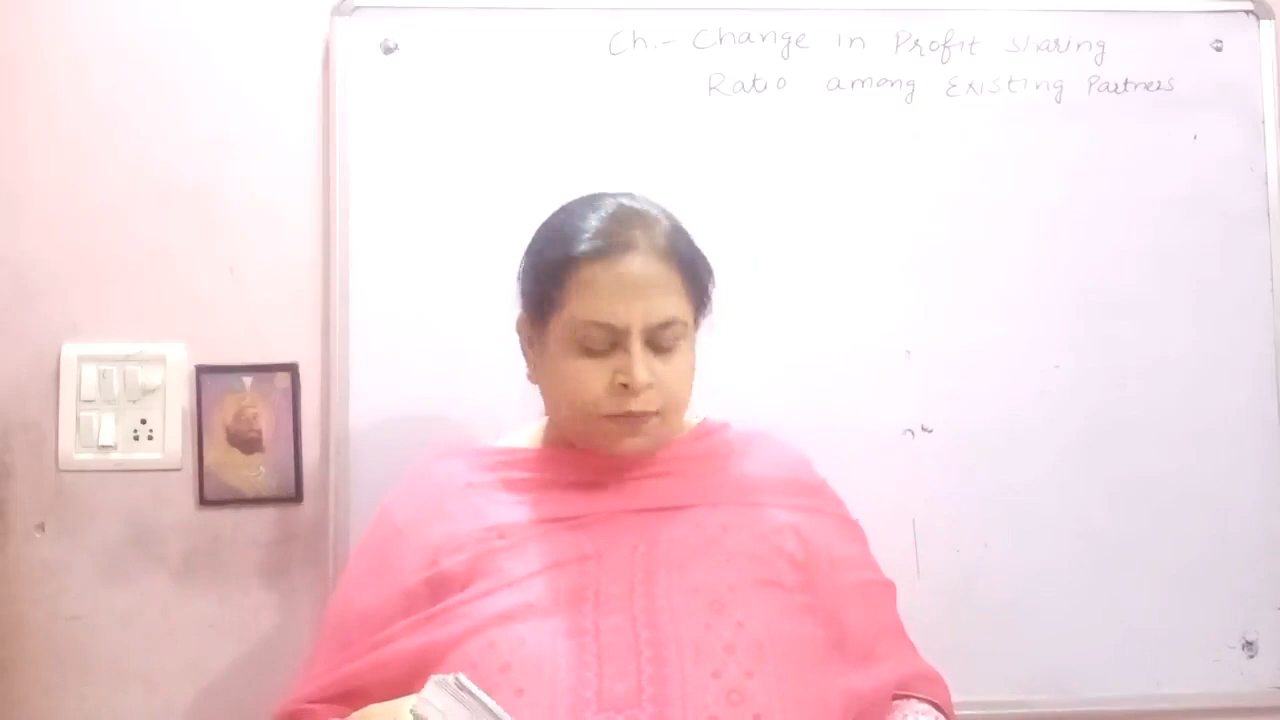 Ch.- Change in Profit sharing
Ratio among Existing Partners